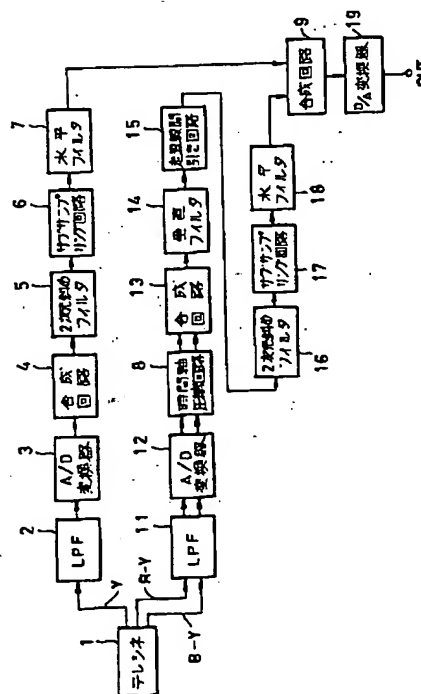 1
テレシネ
Y
R-Y
B-Y
2
LPF
3
A/D
変換器
4
合成
回路
5
2次元斜め
フィルタ
6
サブサンプ
リング回路
7
水平
フィルタ
11
LPF
12
A/D
変換器
8
時間軸
圧縮回路
13
合成
回路
14
垂直
フィルタ
15
走査線間
引き回路
16
2次元斜め
フィルタ
17
サブサンプ
リング回路
18
水平
フィルタ
9
合成回路
19
D/A
変換器